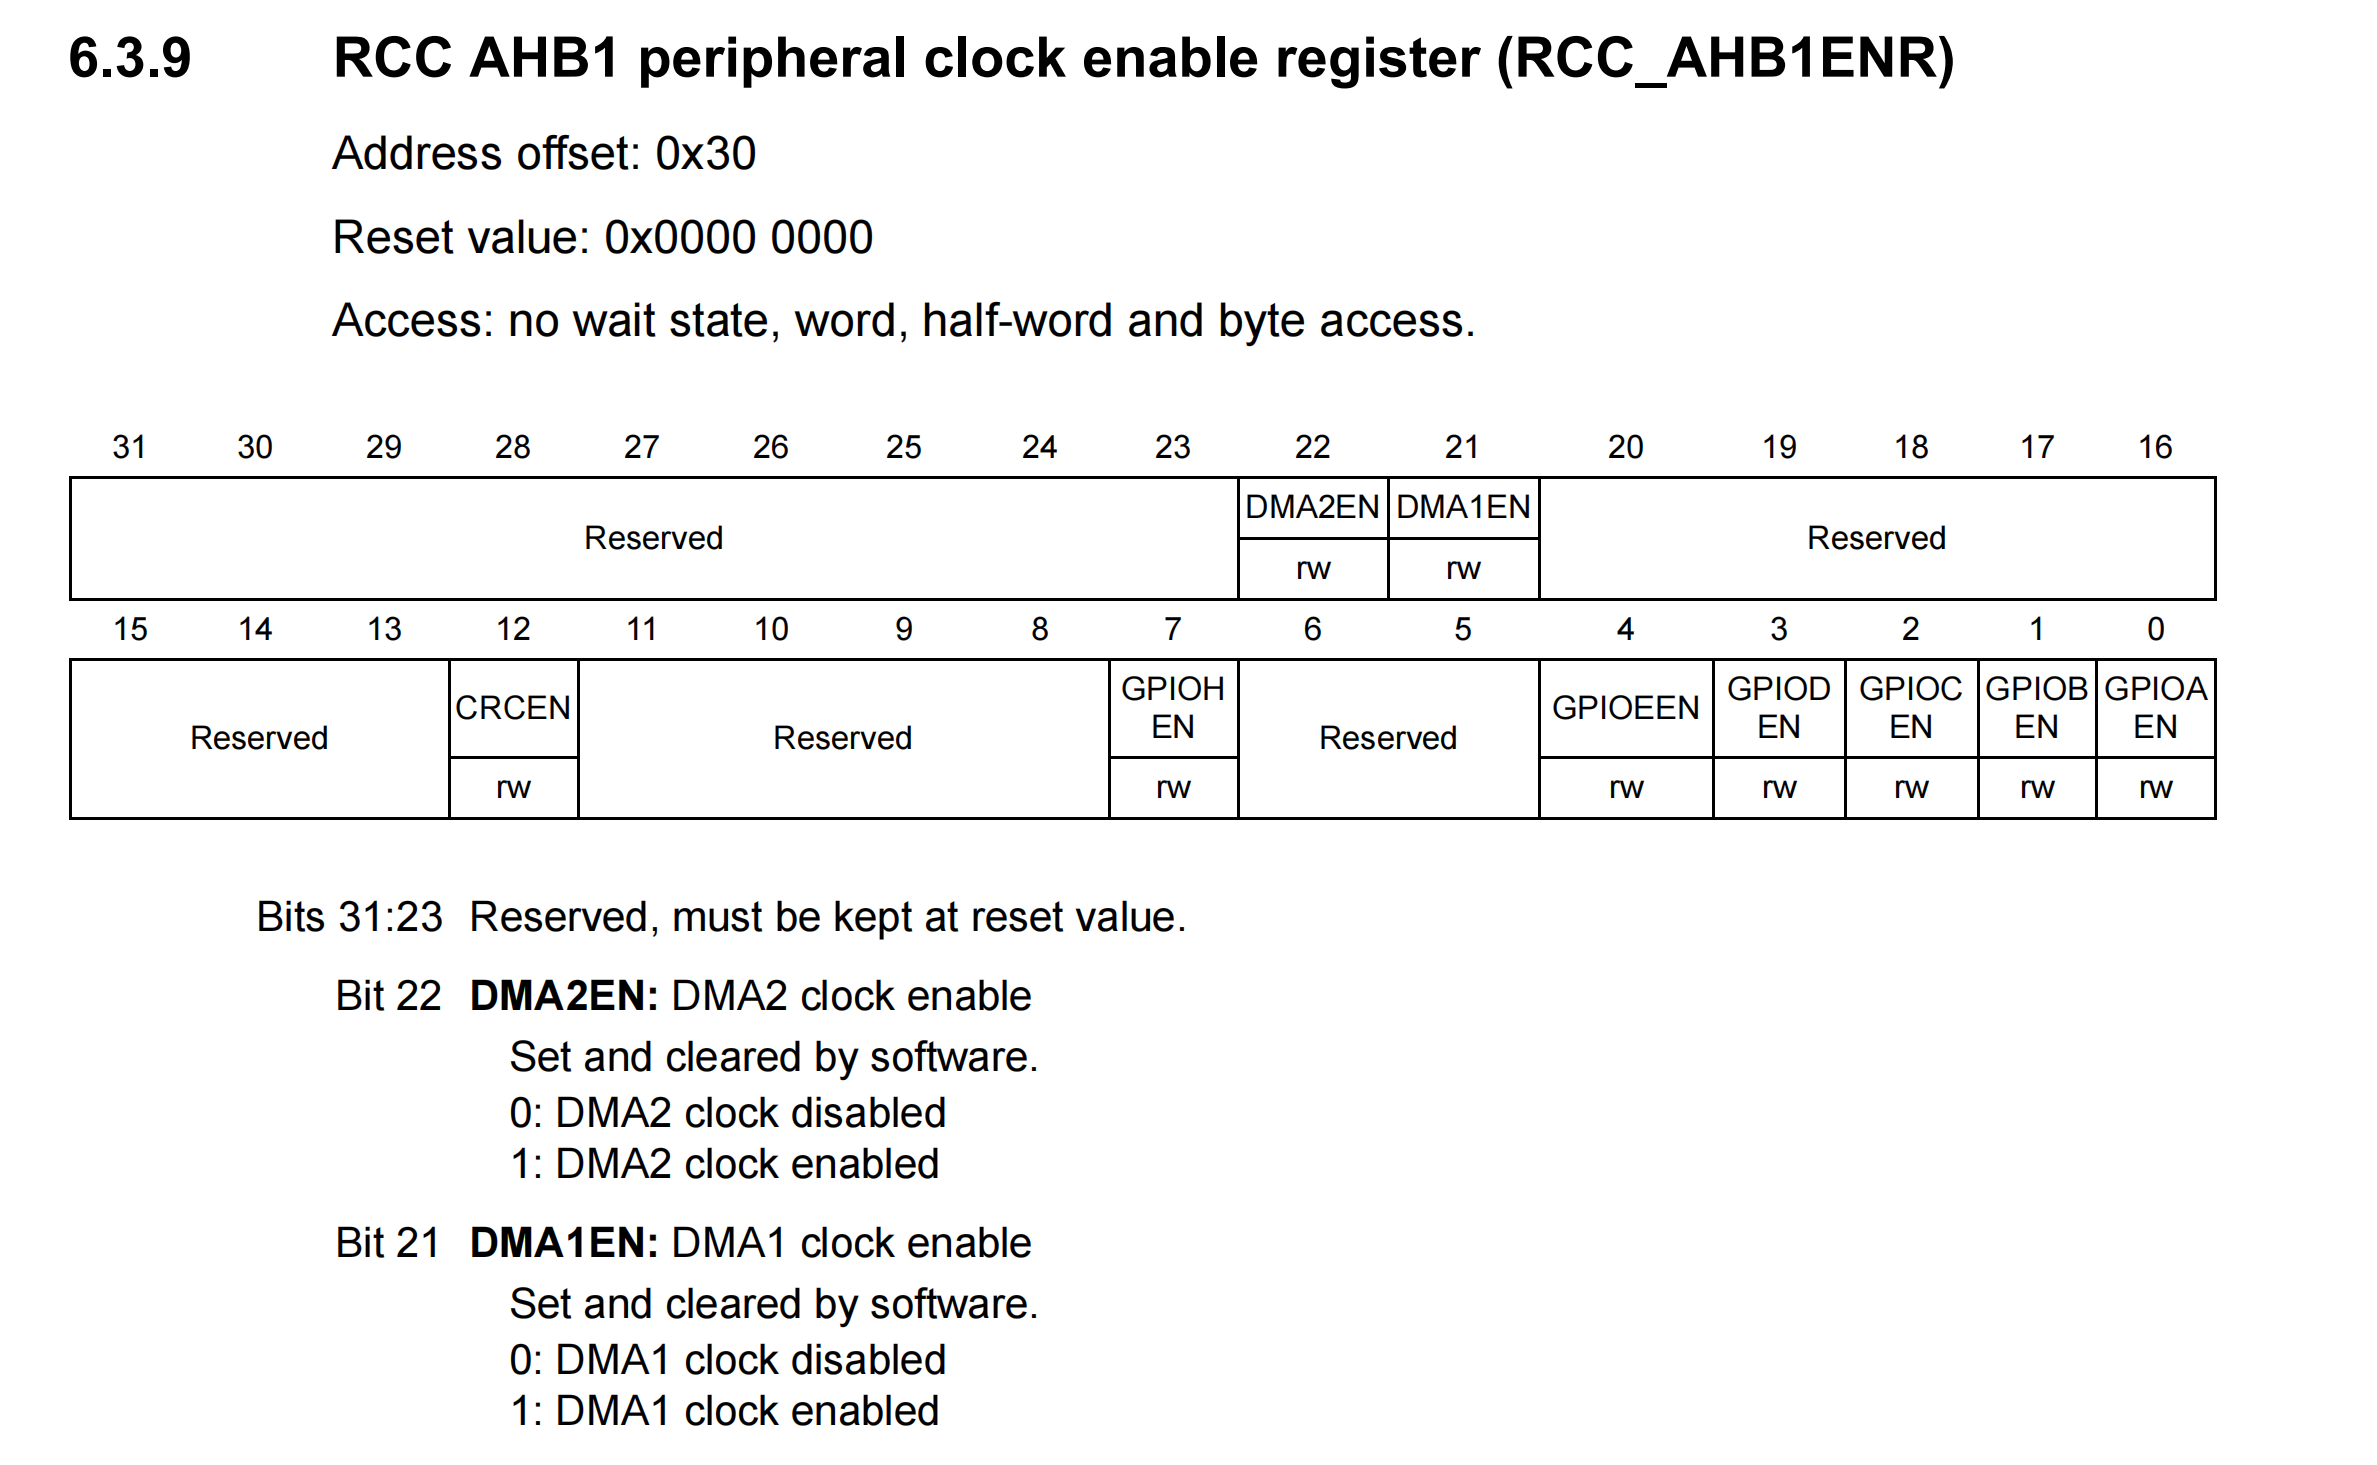 6.3.9 RCC AHB1 peripheral clock enable register (RCC_AHB1ENR)
Address offset: 0x30
Reset value: 0x0000 0000
Access: no wait state, word, half-word and byte access.
31 30 29 28 27 26 25 24 23 22 21 20 19 18 17 16
Reserved DMA2EN DMA1EN Reserved
rw rw
15 14 13 12 11 10 9 8 7 6 5 4 3 2 1 0
Reserved CRCEN Reserved GPIOH EN Reserved GPIOEEN GPIOD EN GPIOC EN GPIOB EN GPIOA EN
rw rw rw rw rw rw rw
Bits 31:23 Reserved, must be kept at reset value.
Bit 22 DMA2EN: DMA2 clock enable
Set and cleared by software.
0: DMA2 clock disabled
1: DMA2 clock enabled
Bit 21 DMA1EN: DMA1 clock enable
Set and cleared by software.
0: DMA1 clock disabled
1: DMA1 clock enabled